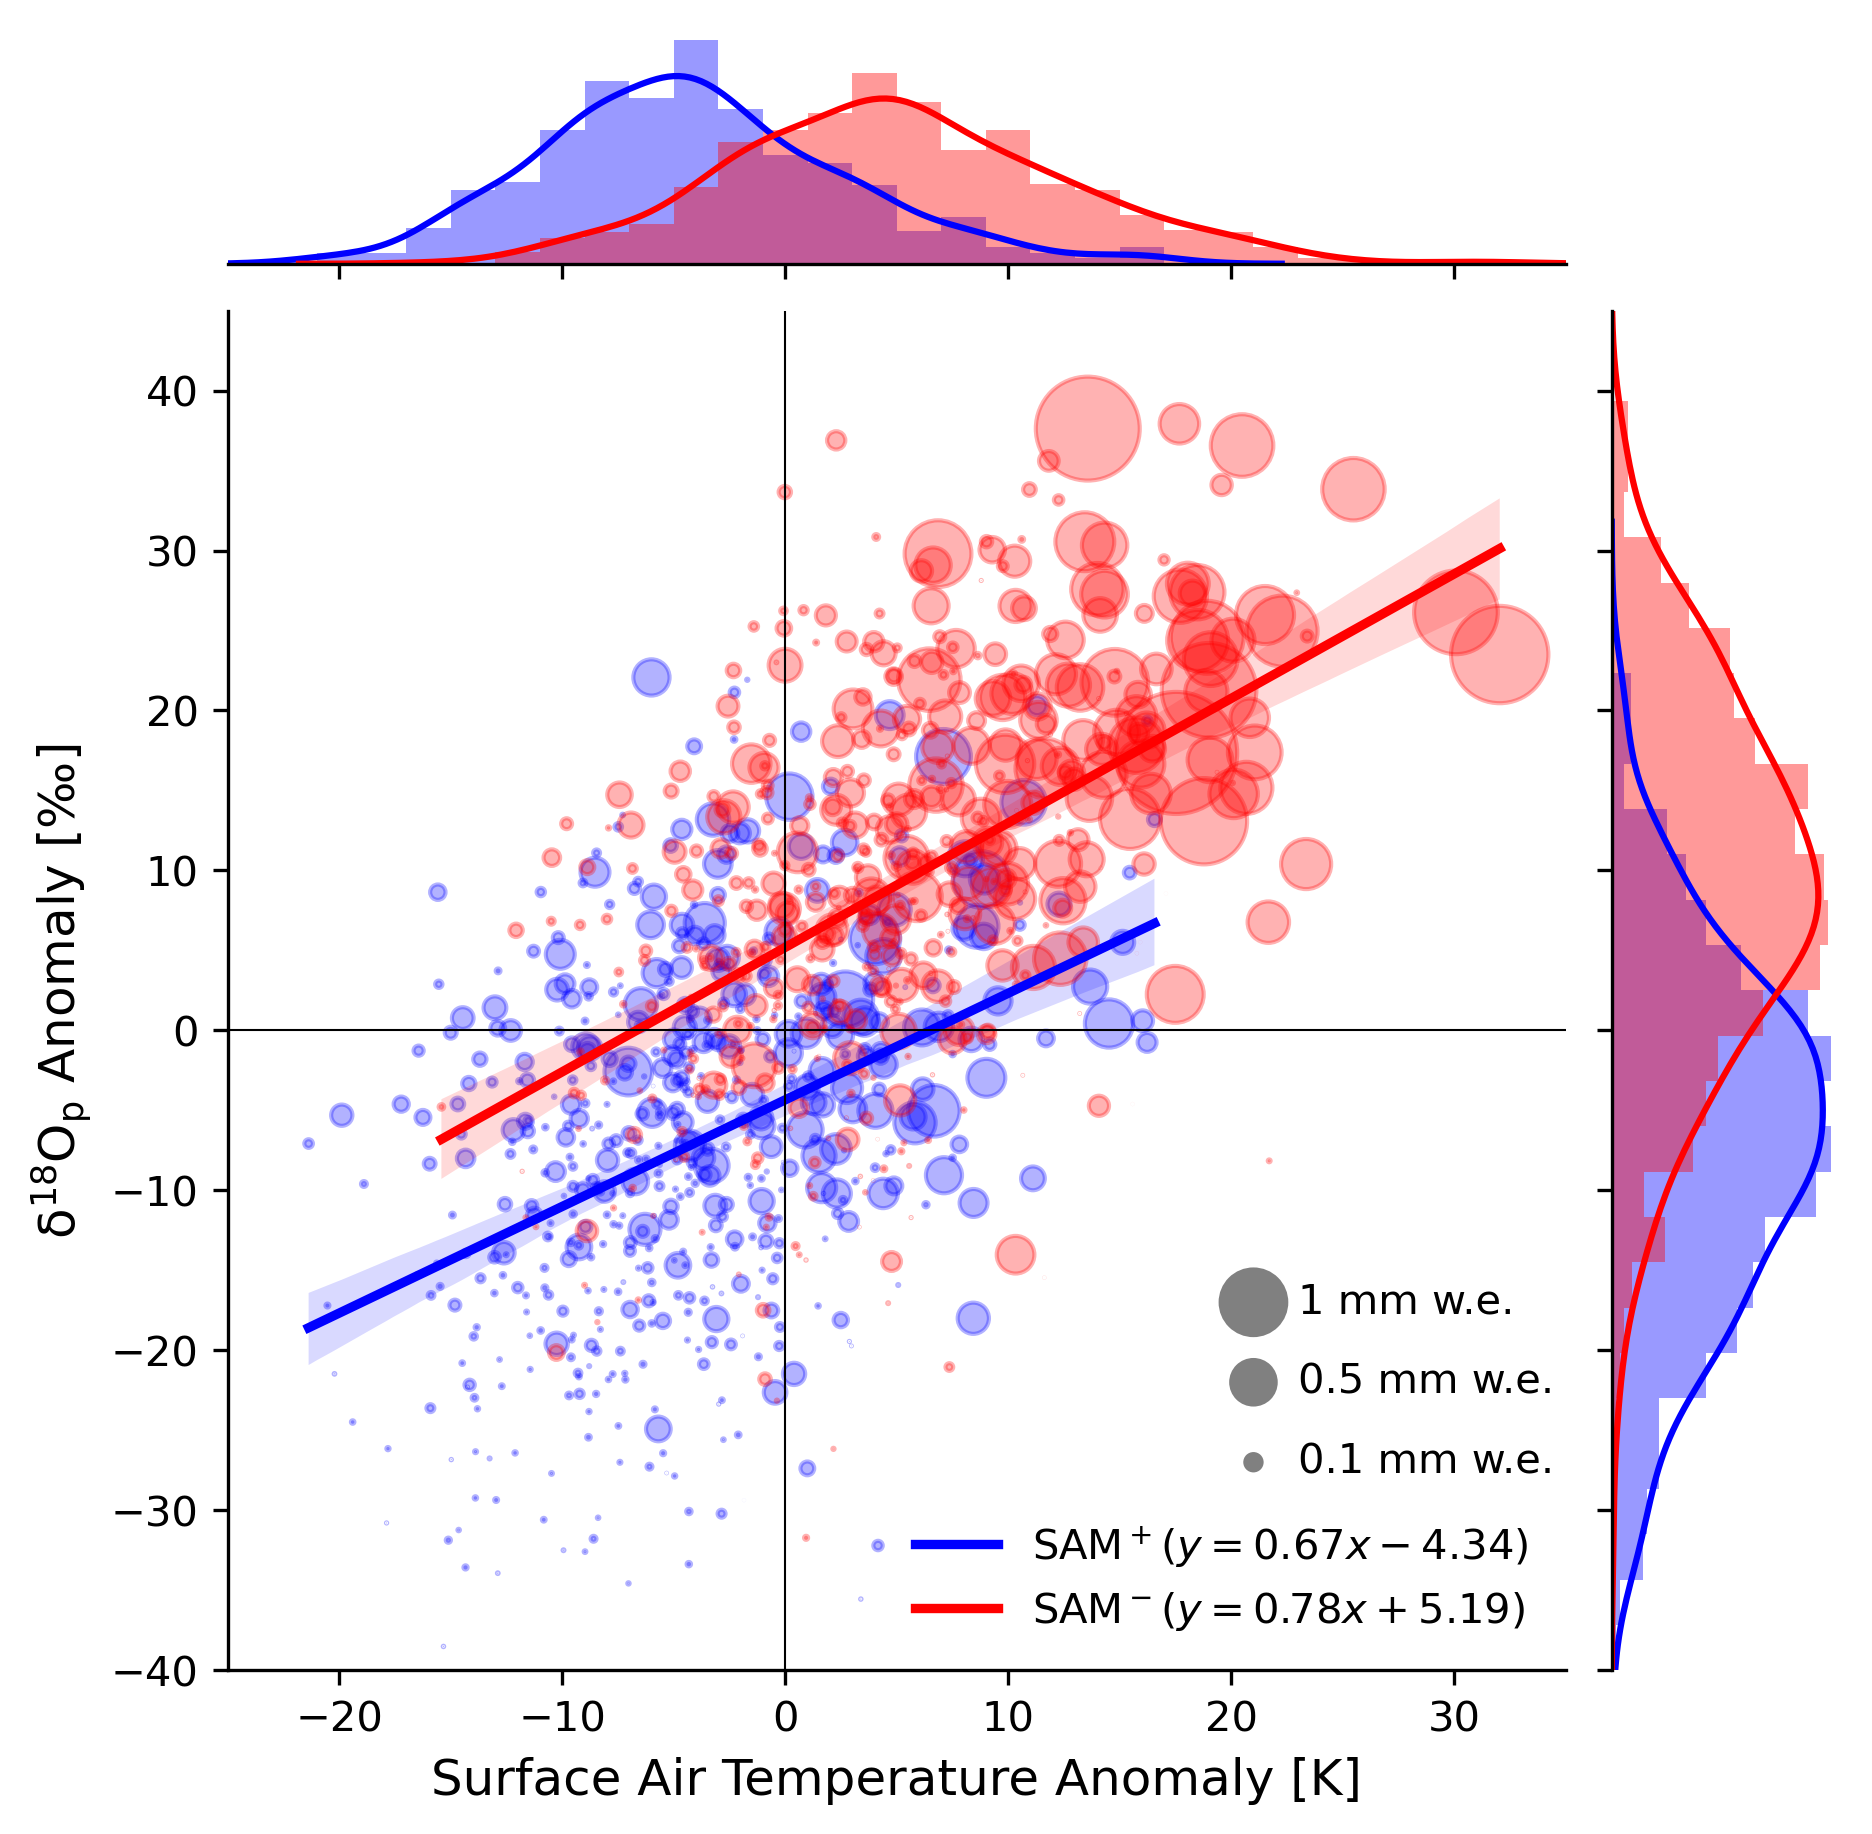 40
30
20
10
0
−10
−20
−30
−40
δ¹⁸Oₚ Anomaly [‰]
1 mm w.e.
0.5 mm w.e.
0.1 mm w.e.
SAM⁺ (y = 0.67x − 4.34)
SAM⁻ (y = 0.78x + 5.19)
−20 −10 0 10 20 30
Surface Air Temperature Anomaly [K]